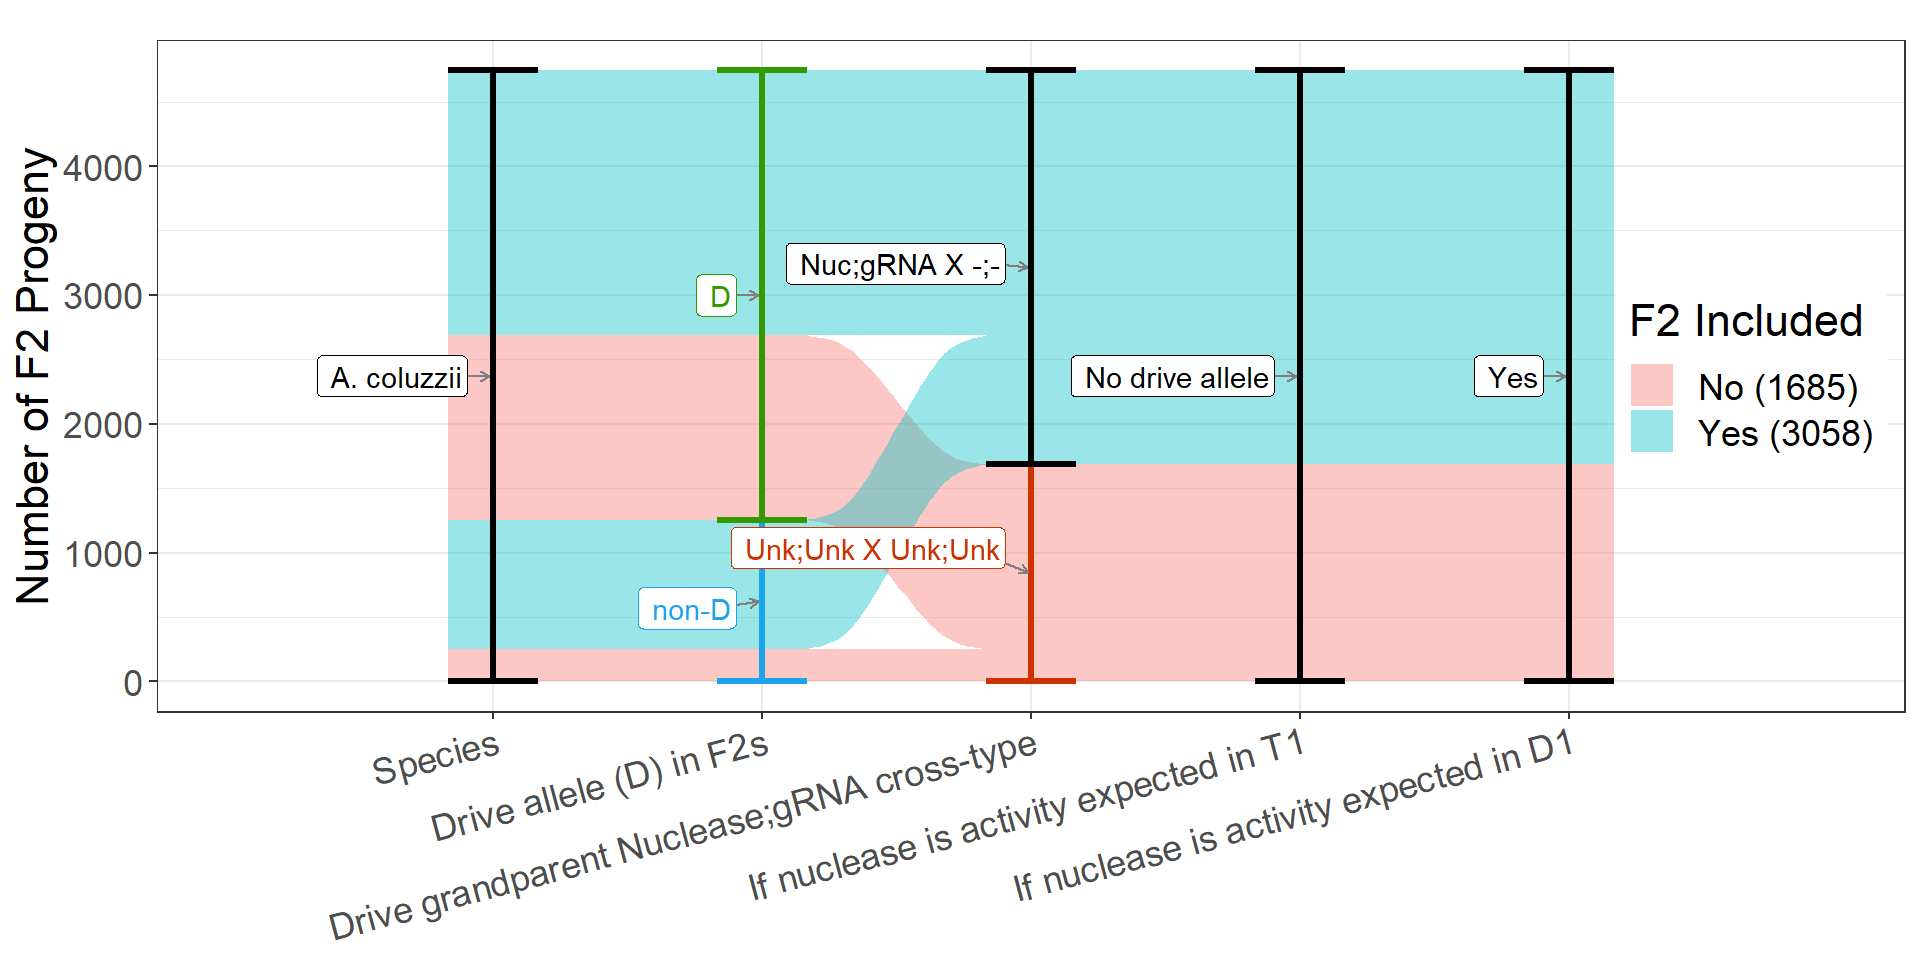 Number of F2 Progeny
4000
3000
2000
1000
0
A. coluzzii
D
non-D
Nuc;gRNA X -;-
Unk;Unk X Unk;Unk
No drive allele
Yes
F2 Included
No (1685)
Yes (3058)
Species
Drive allele (D) in F2s
Drive grandparent Nuclease;gRNA cross-type
If nuclease is activity expected in T1
If nuclease is activity expected in D1